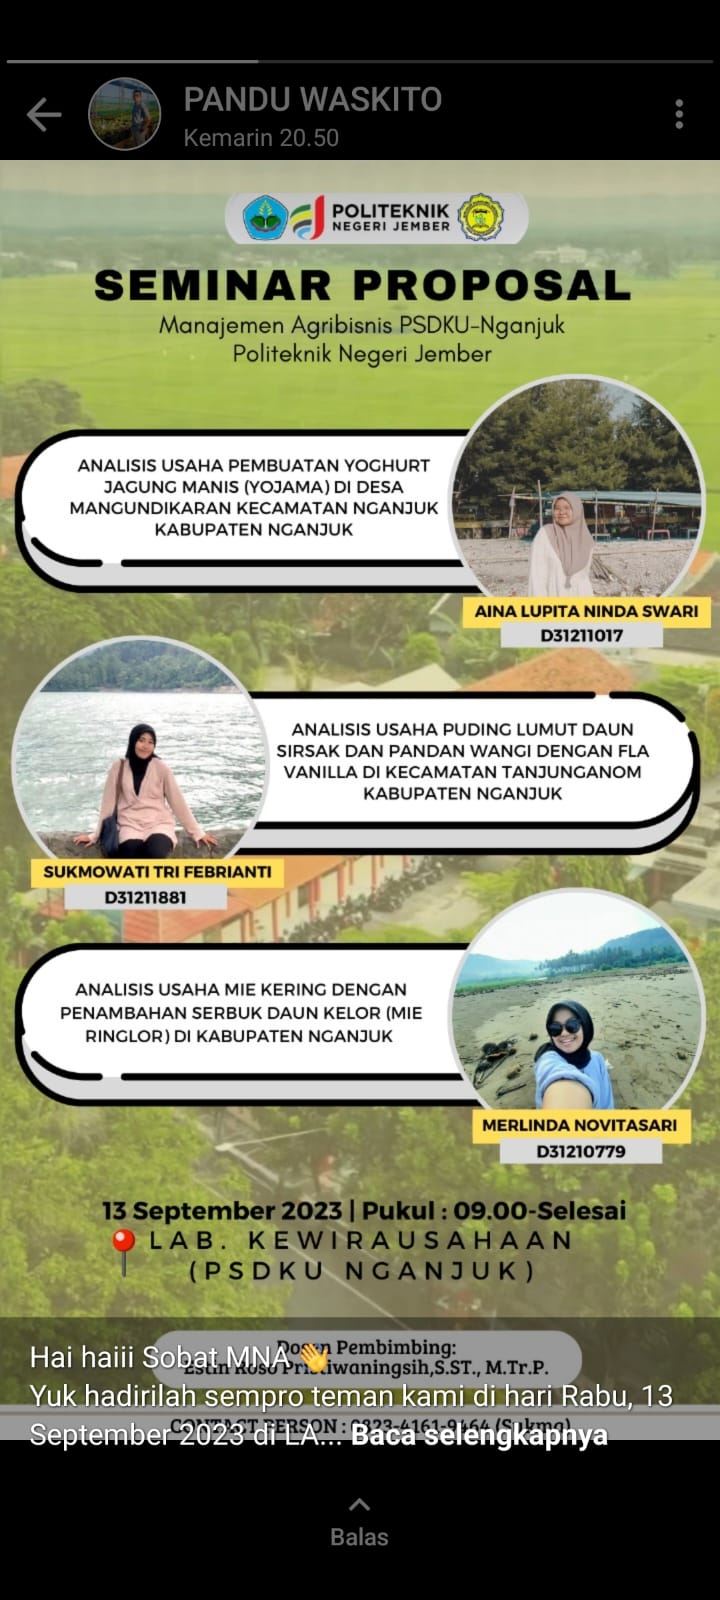 PANDU WASKITO
Kemarin 20.50
POLITEKNIK
NEGERI JEMBER
SEMINAR PROPOSAL
Manajemen Agribisnis PSDKU-Nganjuk
Politeknik Negeri Jember
ANALISIS USAHA PEMBUATAN YOGHURT
JAGUNG MANIS (YOJAMA) DI DESA
MANGUNDIKARAN KECAMATAN NGANJUK
KABUPATEN NGANJUK
AINA LUPITA NINDA SWARI
D31211017
ANALISIS USAHA PUDING LUMUT DAUN
SIRSAK DAN PANDAN WANGI DENGAN FLA
VANILLA DI KECAMATAN TANJUNGANOM
KABUPATEN NGANJUK
SUKMOWATI TRI FEBRIANTI
D31211881
ANALISIS USAHA MIE KERING DENGAN
PENAMBAHAN SERBUK DAUN KELOR (MIE
RINGLOR) DI KABUPATEN NGANJUK
MERLINDA NOVITASARI
D31210779
13 September 2023 | Pukul : 09.00-Selesai
LAB. KEWIRAUSAHAAN
(PSDKU NGANJUK)
Dosen Pembimbing:
S.ST., M.Tr.P.
Hai haiii Sobat MNA 👋
Yuk hadirilah sempro teman kami di hari Rabu, 13
CONTACT PERSON : (Sukma)
September 2023 di LA... Baca selengkapnya
Balas